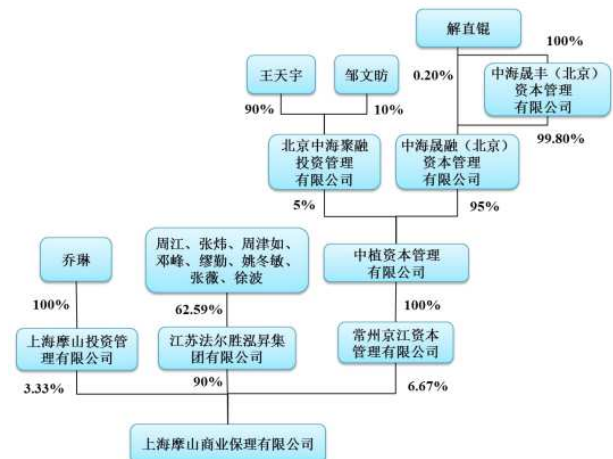 解直锟
100%
王天宇
邹文昉
0.20%
中海晟丰（北京）
资本管理
有限公司
90%
10%
99.80%
北京中海聚融
投资管理
有限公司
中海晟融（北京）
资本管理
有限公司
5%
95%
周江、张炜、周津如、
邓峰、缪勤、姚冬敏、
张薇、徐波
乔琳
中植资本管理
有限公司
100%
62.59%
100%
上海摩山投资管
理有限公司
江苏法尔胜泓昇集
团有限公司
常州京江资本
管理有限公司
3.33%
90%
6.67%
上海摩山商业保理有限公司